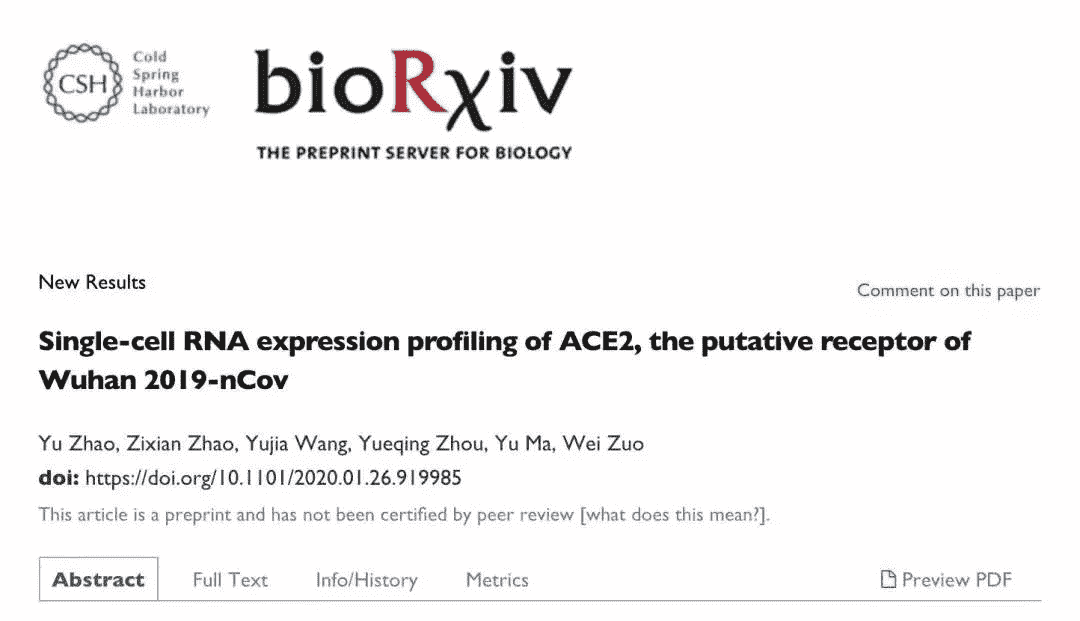 CSH
Cold
Spring
Harbor
Laboratory
bioRχiv
THE PREPRINT SERVER FOR BIOLOGY
New Results
Comment on this paper
Single-cell RNA expression profiling of ACE2, the putative receptor of
Wuhan 2019-nCov
Yu Zhao, Zixian Zhao, Yujia Wang, Yueqing Zhou, Yu Ma, Wei Zuo
doi: https://doi.org/10.1101/2020.01.26.919985
This article is a preprint and has not been certified by peer review [what does this mean?].
Abstract
Full Text
Info/History
Metrics
Preview PDF